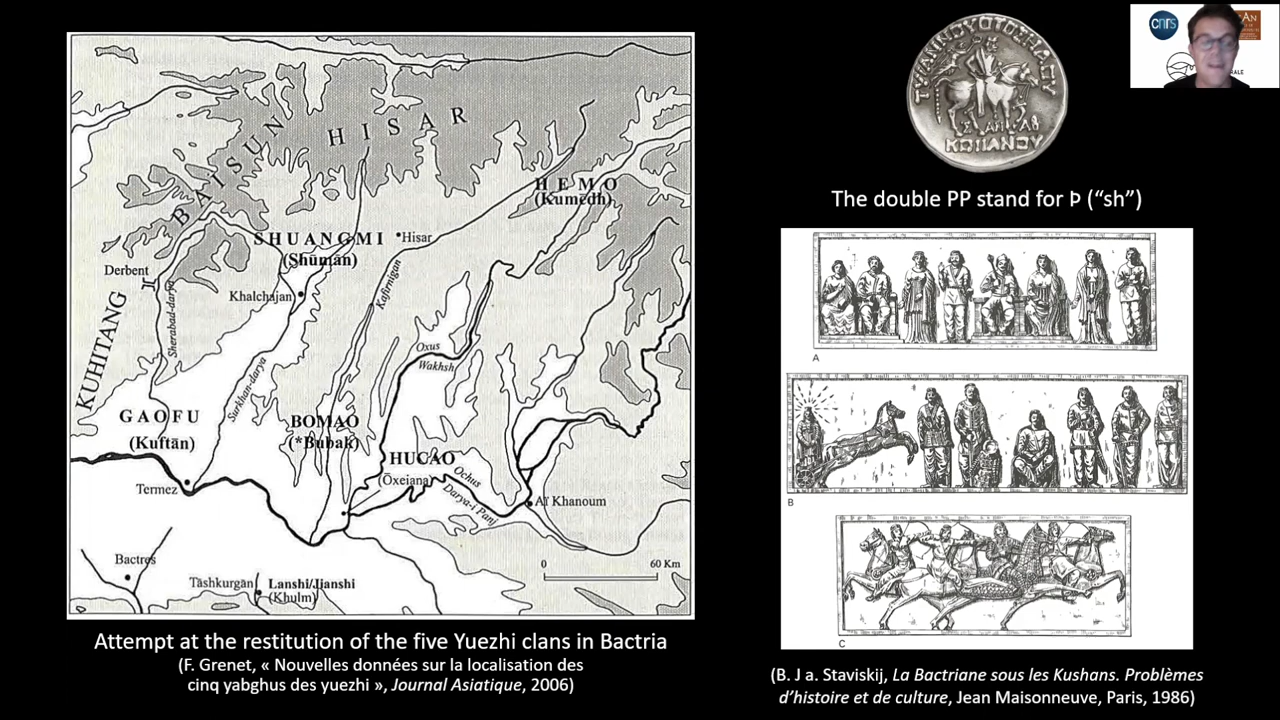 BAISUN
HISAR
HEMO
(Kumēdh)
SHUANGMI
(Shūmān)
Hisar
Derbent
Khalchajan
Kafirnigan
Sherabad-darya
KUHITANG
Oxus
Wakhsh
Surkhan-darya
GAOFU
(Kuftān)
BOMAO
(*Bubak)
HUCAO
(Ōxeiana)
Ochus
Darya-i Panj
Termez
Aï Khanoum
Bactres
Tāshkurgān
Lanshi/Jianshi
(Khulm)
0
60 Km
Attempt at the restitution of the five Yuezhi clans in Bactria
(F. Grenet, « Nouvelles données sur la localisation des
cinq yabghus des yuezhi », Journal Asiatique, 2006)
ΚΟΠΑΝΟΥ
The double PP stand for Þ (“sh”)
A
B
C
(B. J a. Staviskij, La Bactriane sous les Kushans. Problèmes
d’histoire et de culture, Jean Maisonneuve, Paris, 1986)
cnrs